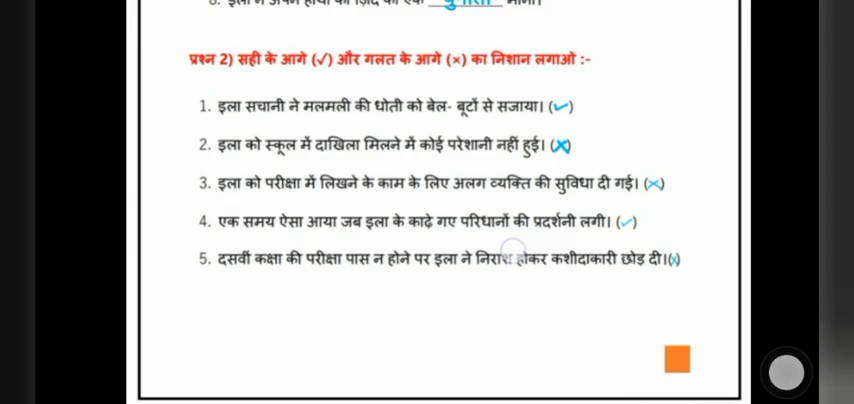 चुनौती
प्रश्न 2) सही के आगे (✓) और गलत के आगे (×) का निशान लगाओ :-
1. इला सचानी ने मलमली की धोती को बेल- बूटों से सजाया। (✓)
2. इला को स्कूल में दाखिला मिलने में कोई परेशानी नहीं हुई। (×)
3. इला को परीक्षा में लिखने के काम के लिए अलग व्यक्ति की सुविधा दी गई। (×)
4. एक समय ऐसा आया जब इला के काढ़े गए परिधानों की प्रदर्शनी लगी। (✓)
5. दसवीं कक्षा की परीक्षा पास न होने पर इला ने निराश होकर कशीदाकारी छोड़ दी।(×)